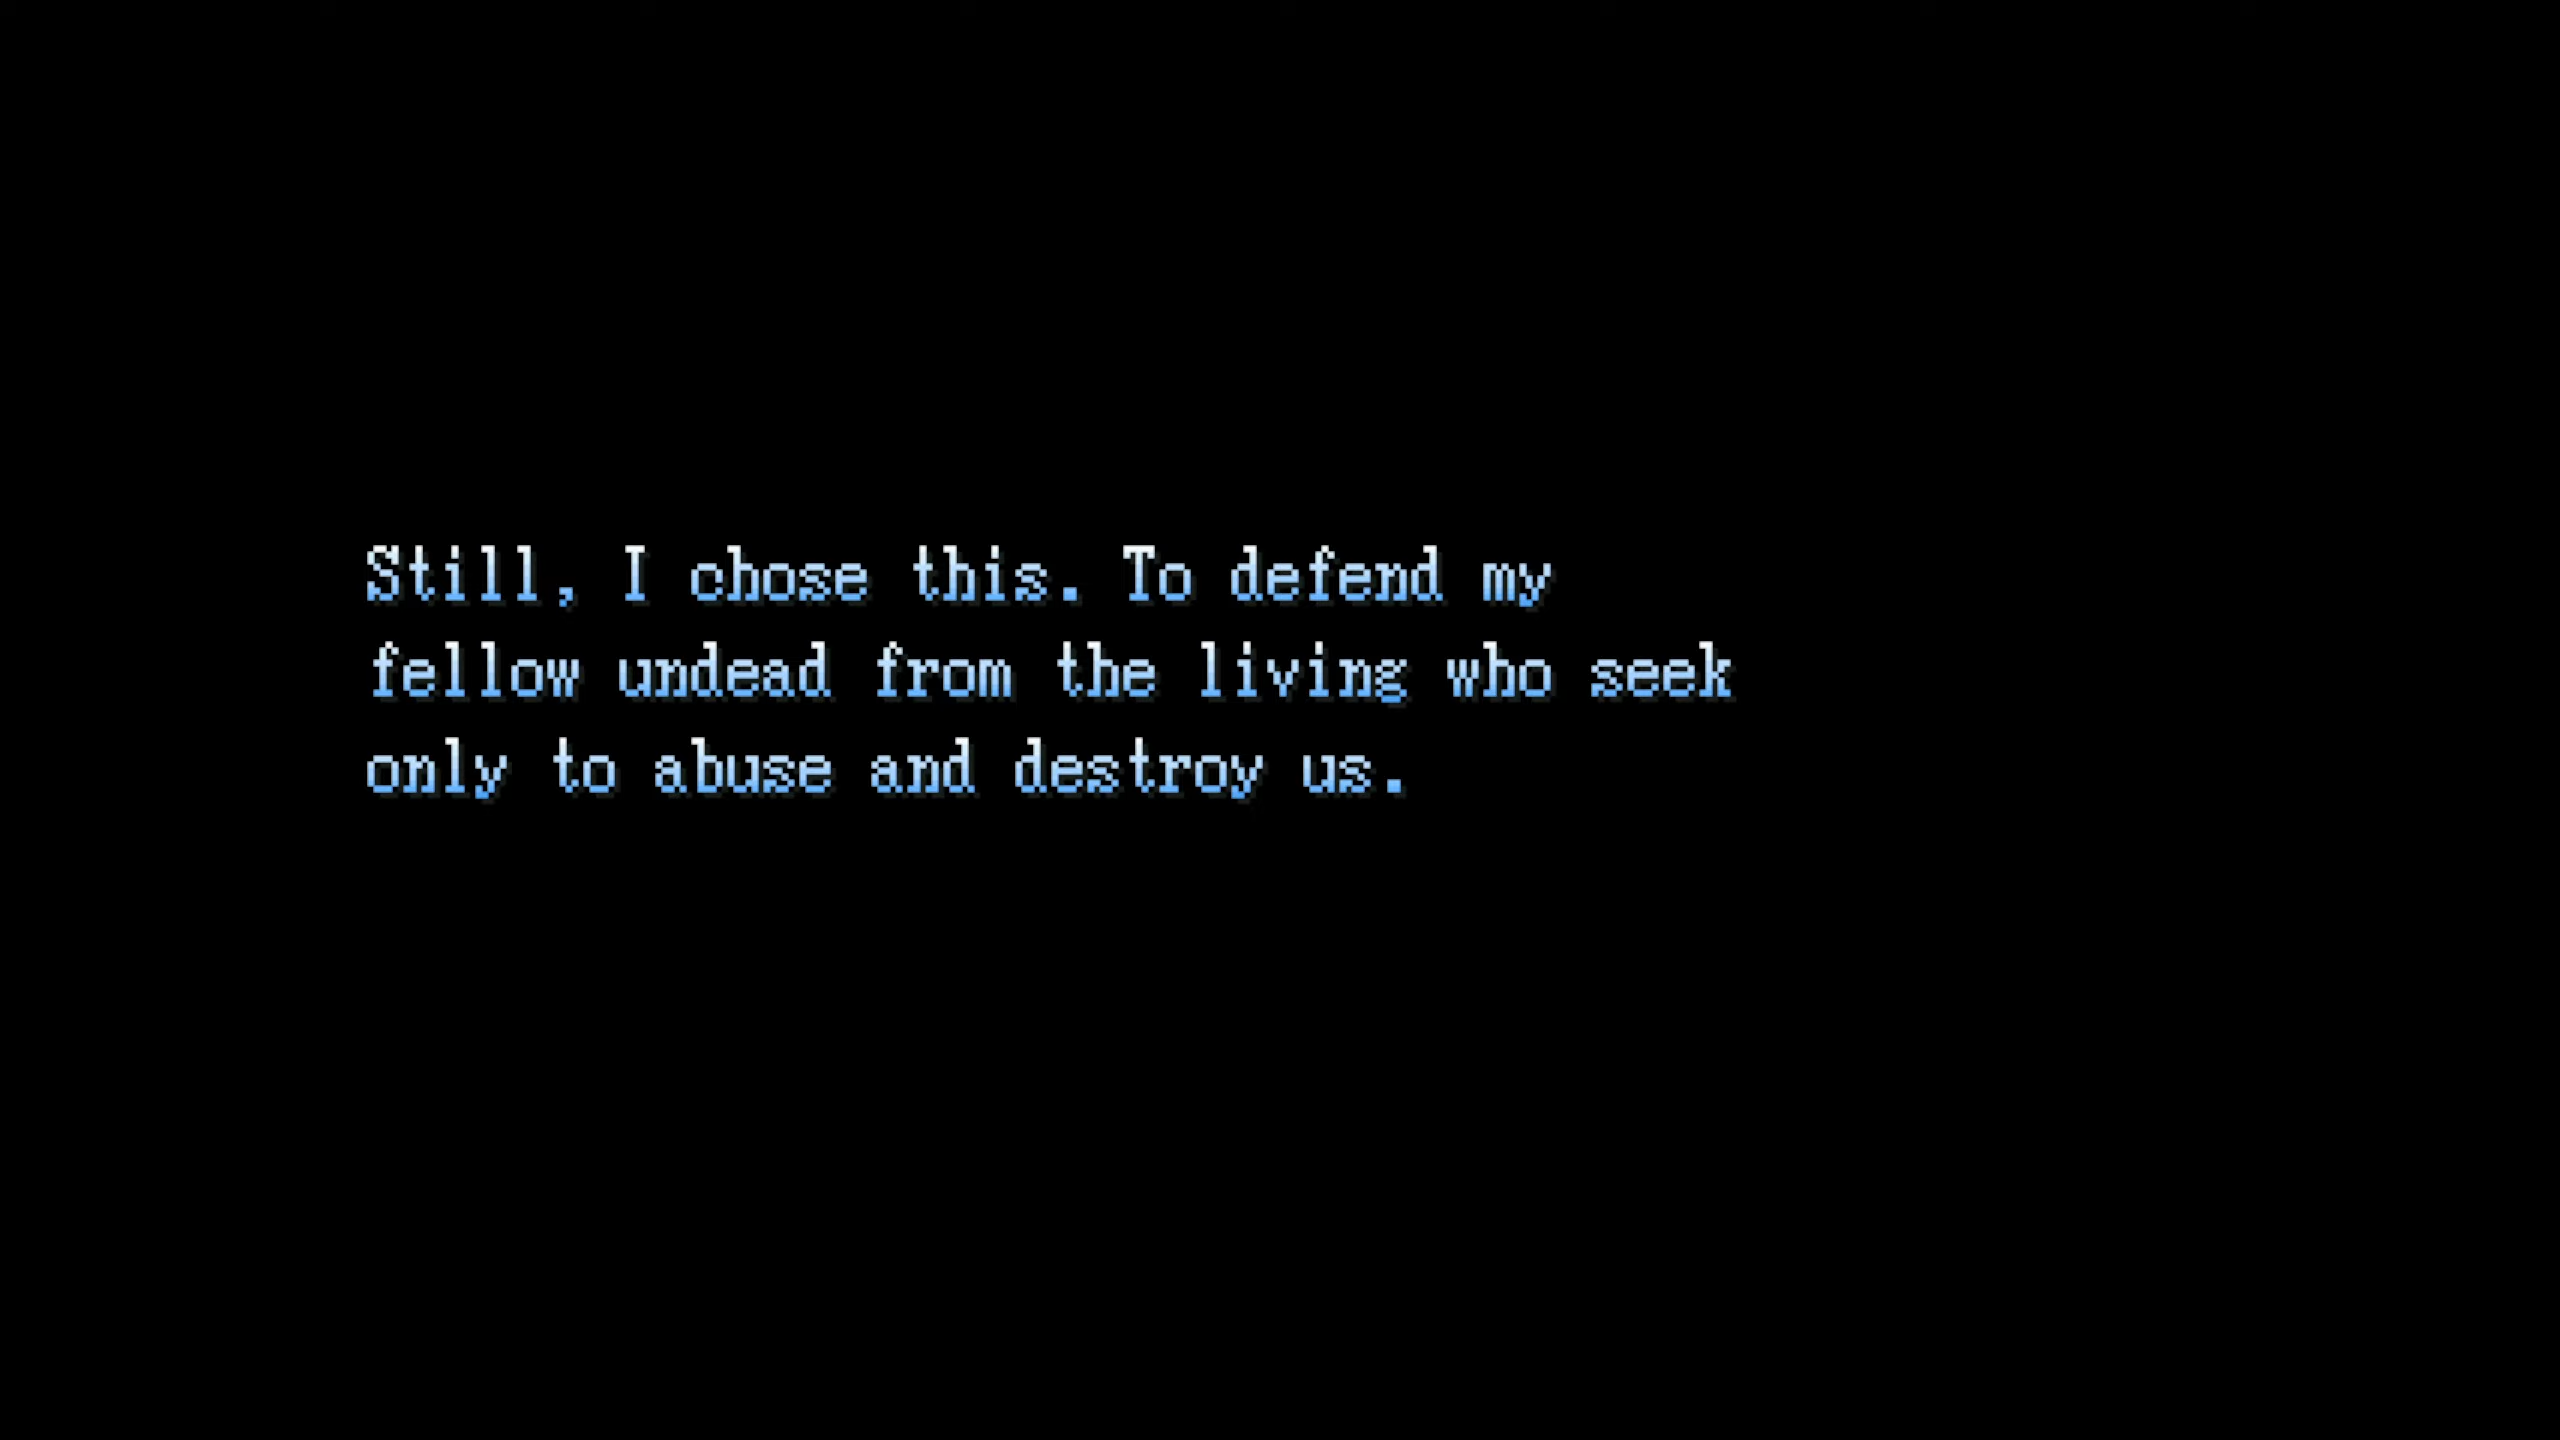 Still, I chose this. To defend my
fellow undead from the living who seek
only to abuse and destroy us.